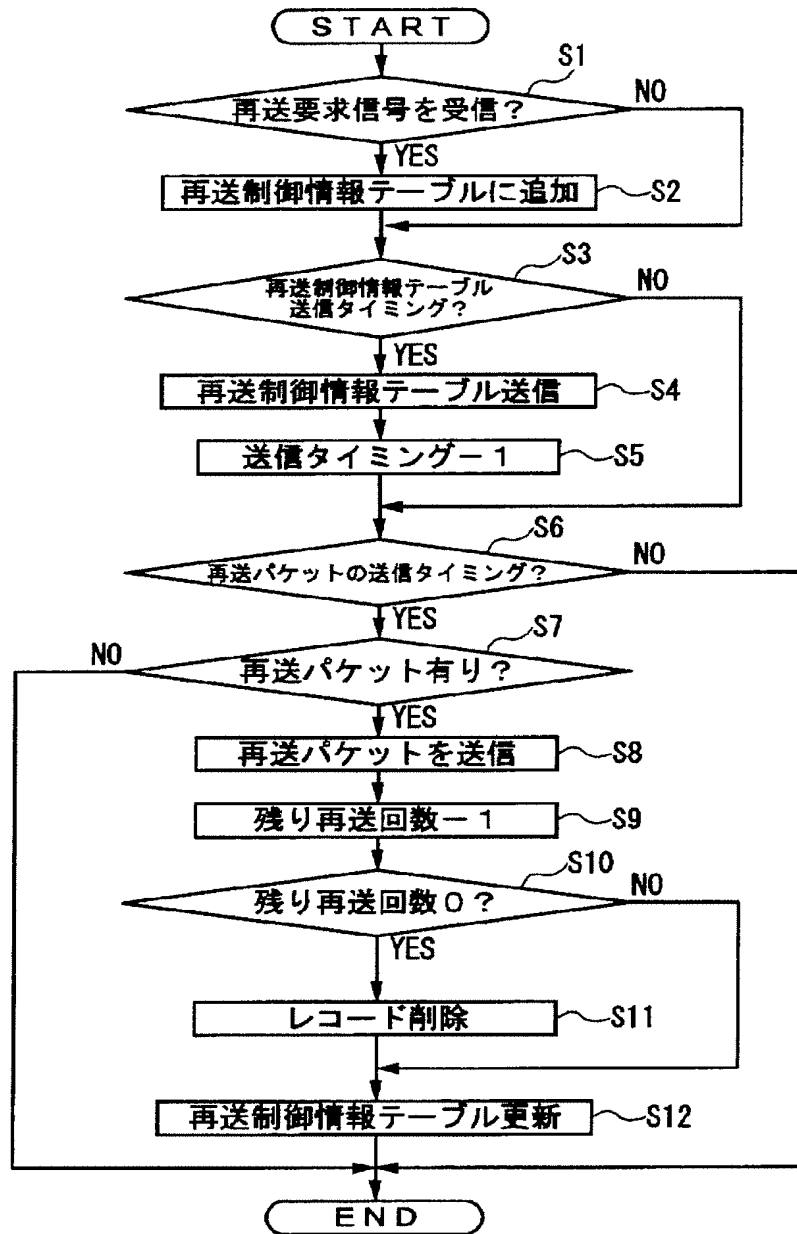 START
S1
再送要求信号を受信?
NO
YES
再送制御情報テーブルに追加
S2
S3
再送制御情報テーブル
送信タイミング?
NO
YES
再送制御情報テーブル送信
S4
送信タイミング−1
S5
S6
再送パケットの送信タイミング?
NO
YES
S7
NO
再送パケット有り?
YES
再送パケットを送信
S8
残り再送回数−1
S9
S10
残り再送回数0?
NO
YES
レコード削除
S11
再送制御情報テーブル更新
S12
END